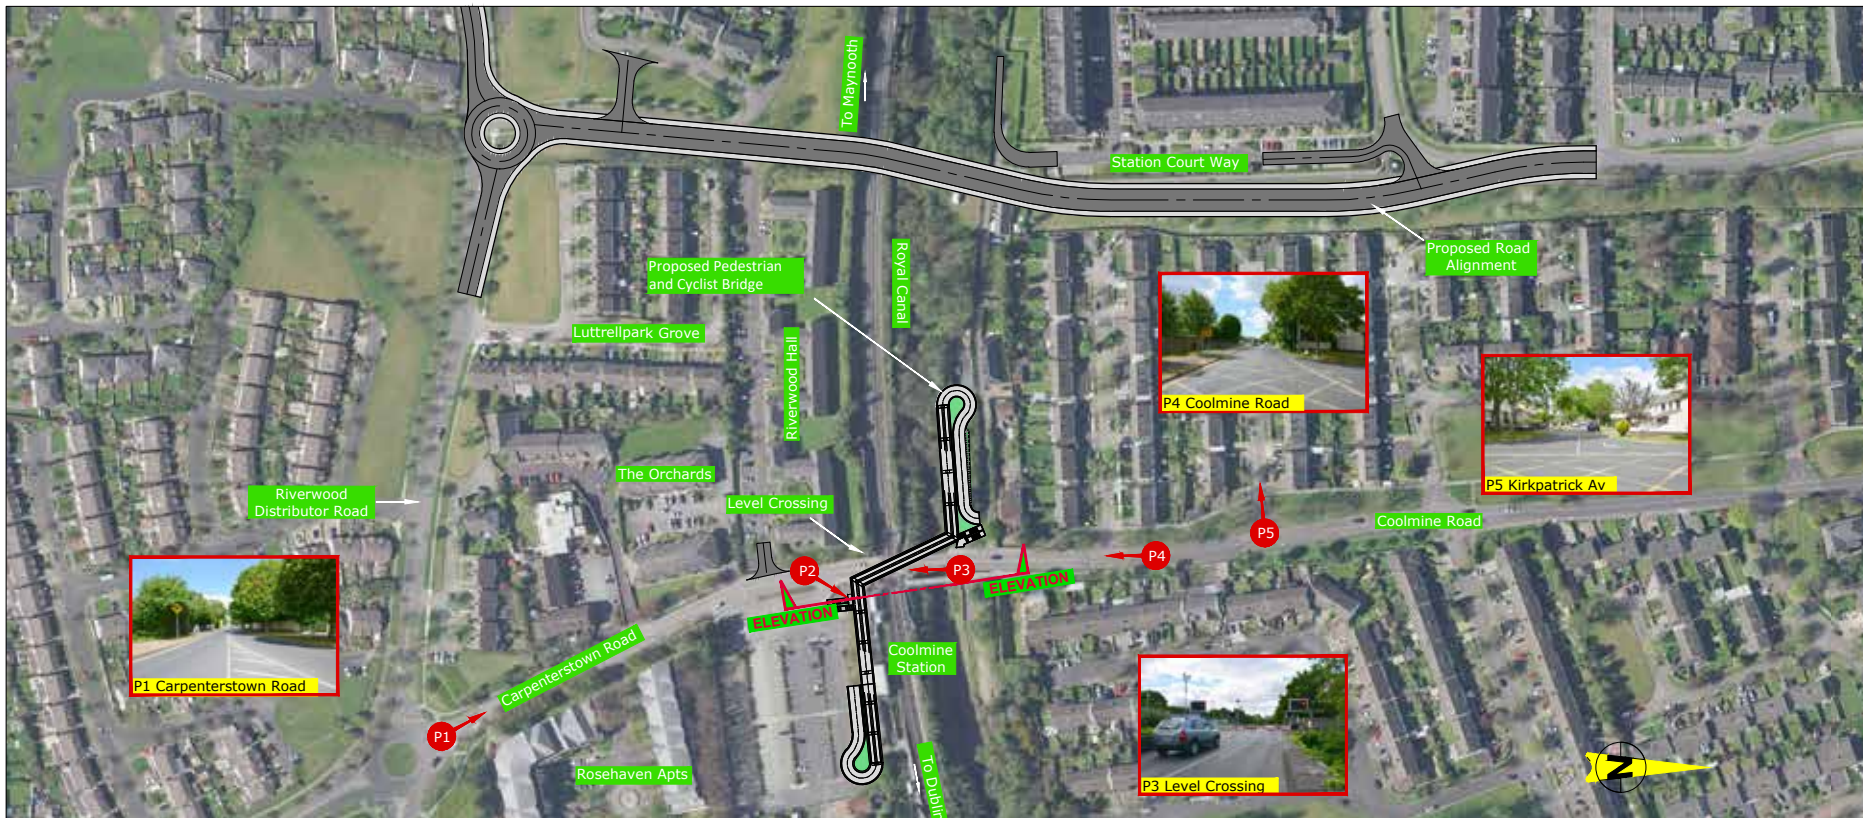 To Maynooth
Station Court Way
Proposed Road
Alignment
Proposed Pedestrian
and Cyclist Bridge
Royal Canal
Luttrellpark Grove
Riverwood Hall
P4 Coolmine Road
P5 Kirkpatrick Av
The Orchards
Riverwood
Distributor Road
Level Crossing
Coolmine Road
P5
P4
P3
P2
ELEVATION
ELEVATION
Carpenterstown Road
Coolmine
Station
P1 Carpenterstown Road
P1
Rosehaven Apts
To Dublin
P3 Level Crossing
N